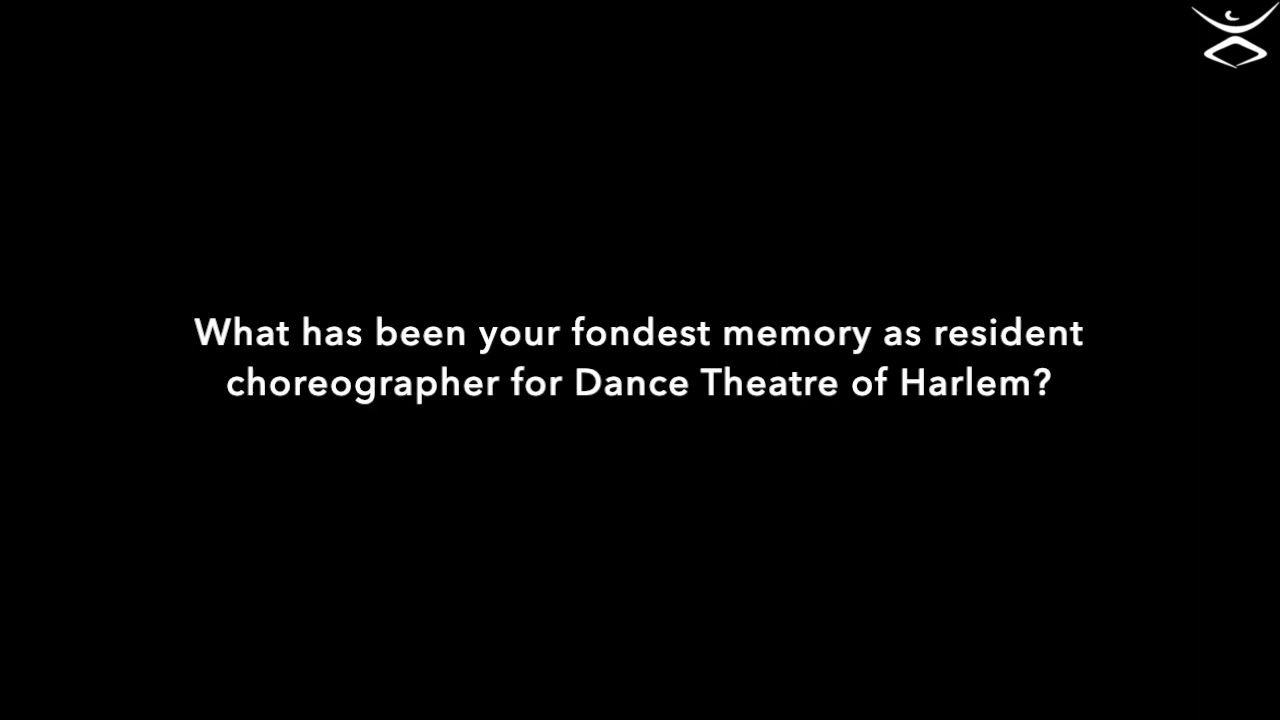 What has been your fondest memory as resident
choreographer for Dance Theatre of Harlem?